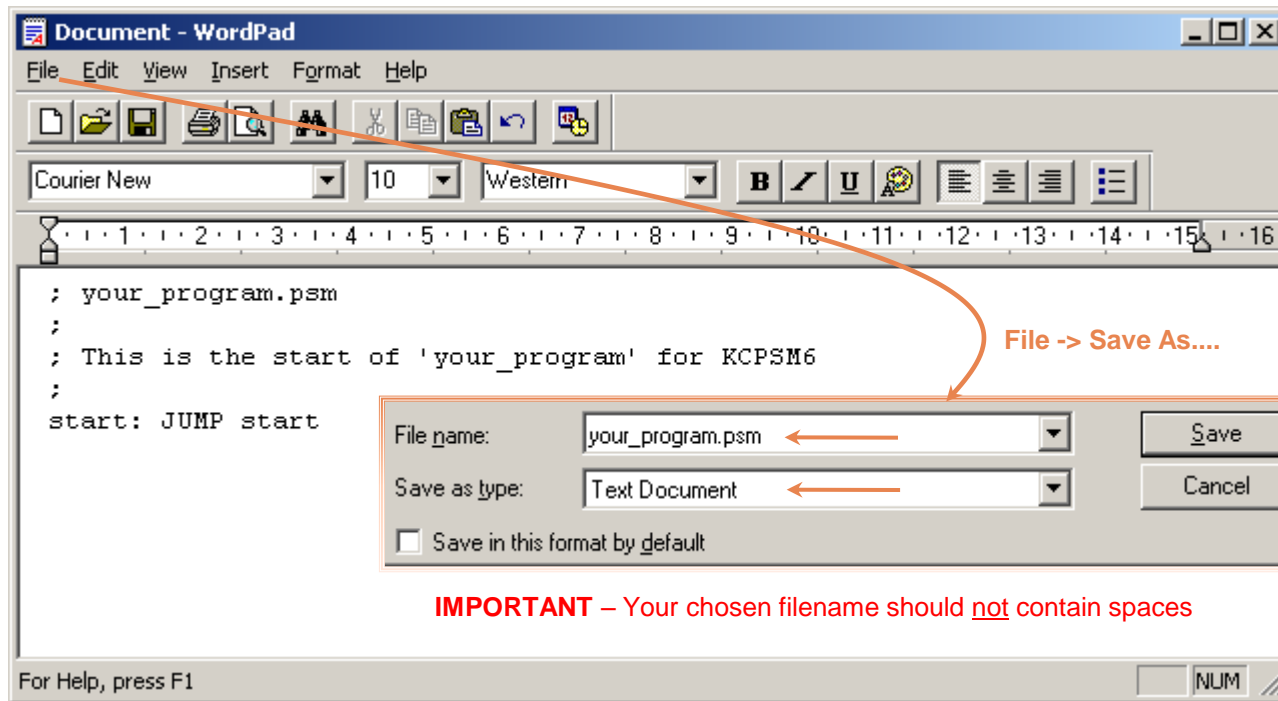 Document - WordPad
File Edit View Insert Format Help
12
Courier New 10 Western B / U A
1 2 3 4 5 6 7 8 9 10 11 12 13 14 15 16
; your_program.psm
;
; This is the start of 'your_program' for KCPSM6
;
start: JUMP start
File -> Save As....
File name: your_program.psm Save
Save as type: Text Document Cancel
Save in this format by default
IMPORTANT – Your chosen filename should not contain spaces
For Help, press F1 NUM